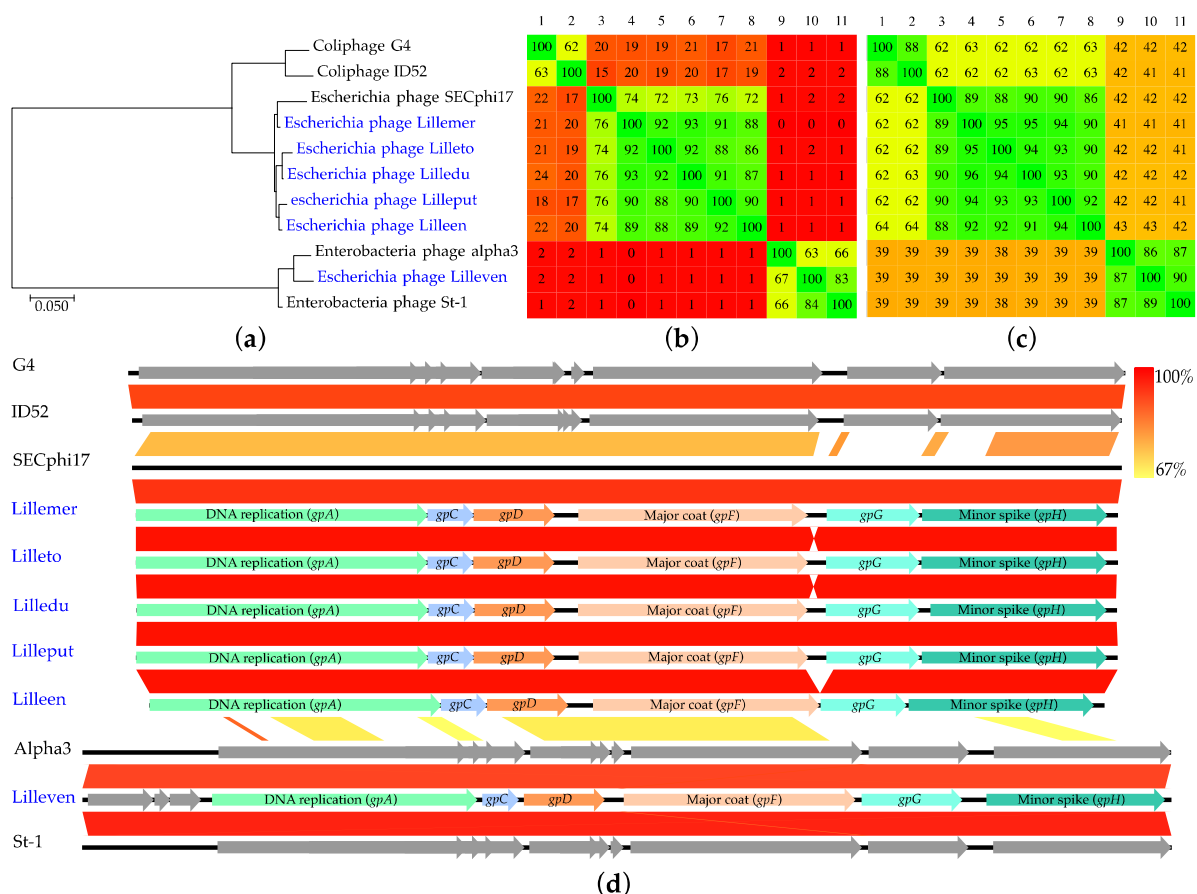 1 2 3 4 5 6 7 8 9 10 11 1 2 3 4 5 6 7 8 9 10 11
Coliphage G4 100 62 20 19 19 21 17 21 1 1 1 100 88 62 63 62 62 62 63 42 42 42
Coliphage ID52 63 100 15 20 19 20 17 19 2 2 2 88 100 62 62 62 63 62 63 42 41 41
Escherichia phage SECphi17 22 17 100 74 72 73 76 72 1 2 2 62 62 100 89 88 90 90 86 42 42 42
Escherichia phage Lillemer 21 20 76 100 92 93 91 88 0 0 0 62 62 89 100 95 95 94 90 41 41 41
Escherichia phage Lilleto 21 19 74 92 100 92 88 86 1 2 1 62 62 89 95 100 94 93 90 42 42 41
Escherichia phage Lilledu 24 20 76 93 92 100 91 87 1 1 1 62 63 90 96 94 100 93 90 42 42 42
escherichia phage Lilleput 18 17 76 90 88 90 100 90 1 1 1 62 62 90 94 93 93 100 92 42 42 41
Escherichia phage Lilleen 22 20 74 89 88 89 92 100 1 1 1 64 64 88 92 92 91 94 100 43 43 42
Enterobacteria phage alpha3 2 2 1 0 1 1 1 1 100 63 66 39 39 39 39 38 39 39 39 100 86 87
Escherichia phage Lilleven 2 2 1 0 1 1 1 1 67 100 83 39 39 39 39 39 39 39 39 87 100 90
Enterobacteria phage St-1 1 2 1 0 1 1 1 1 66 84 100 39 39 39 39 38 39 39 39 87 89 100
0.050
(a) (b) (c)
G4
100%
ID52
SECphi17
67%
Lillemer DNA replication (gpA) gpC gpD Major coat (gpF) gpG Minor spike (gpH)
Lilleto DNA replication (gpA) gpC gpD Major coat (gpF) gpG Minor spike (gpH)
Lilledu DNA replication (gpA) gpC gpD Major coat (gpF) gpG Minor spike (gpH)
Lilleput DNA replication (gpA) gpC gpD Major coat (gpF) gpG Minor spike (gpH)
Lilleen DNA replication (gpA) gpC gpD Major coat (gpF) gpG Minor spike (gpH)
Alpha3
Lilleven DNA replication (gpA) gpC gpD Major coat (gpF) gpG Minor spike (gpH)
St-1
(d)